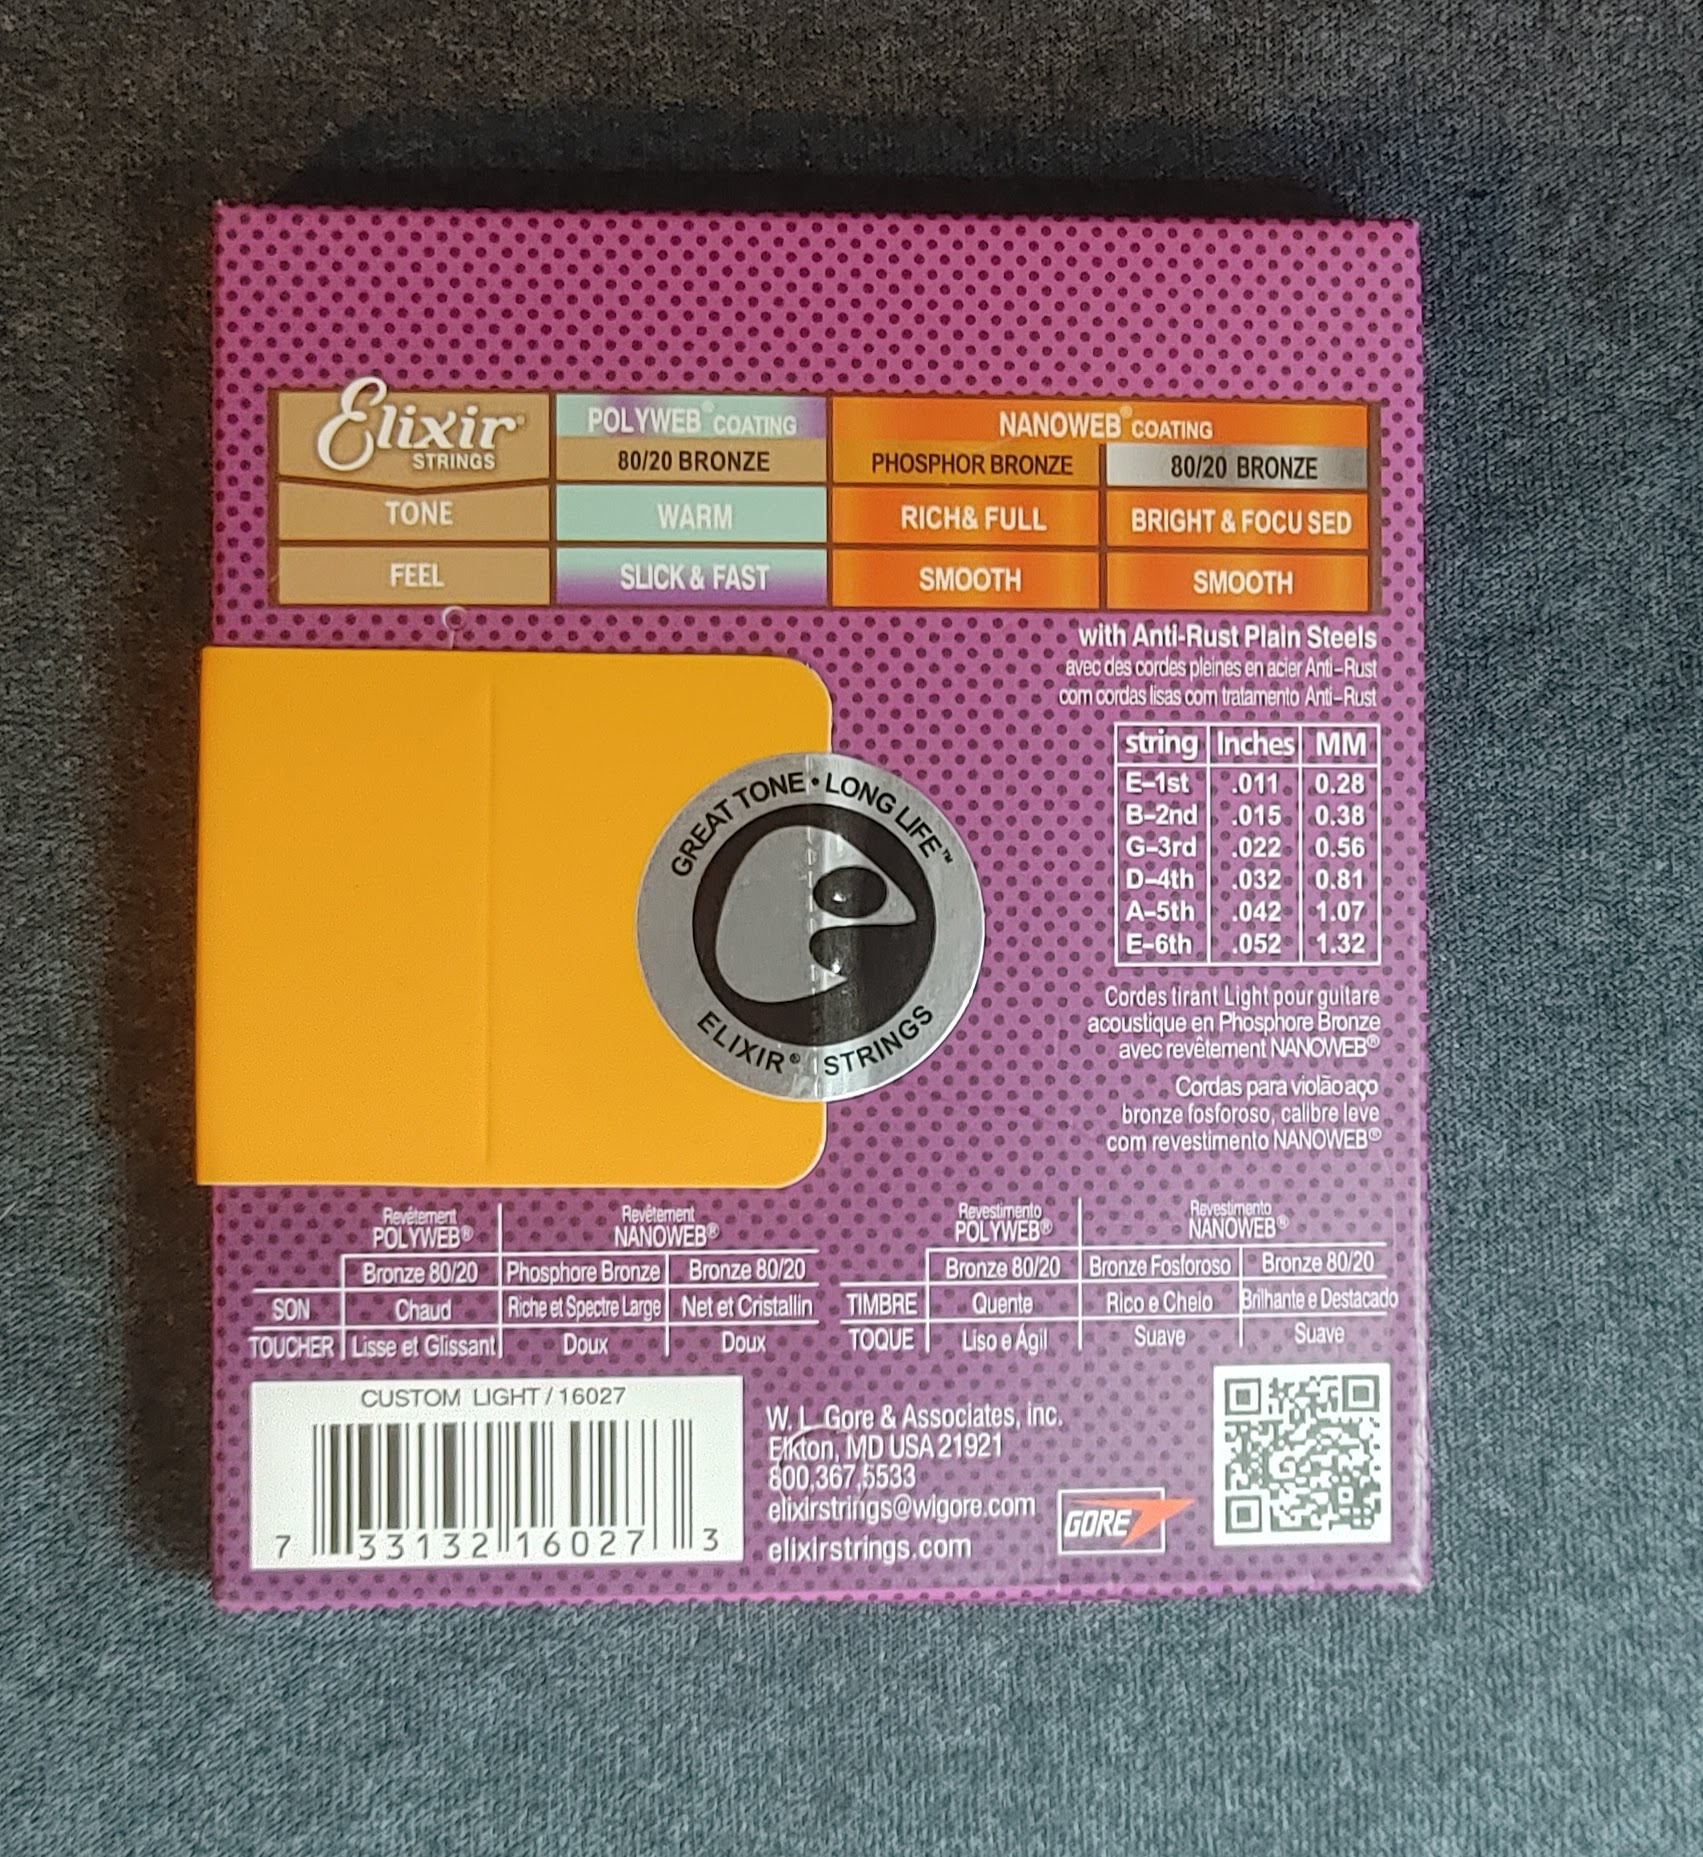 Elixir®
STRINGS
POLYWEB® COATING
NANOWEB® COATING
80/20 BRONZE
PHOSPHOR BRONZE
80/20 BRONZE
TONE
WARM
RICH& FULL
BRIGHT & FOCU SED
FEEL
SLICK & FAST
SMOOTH
SMOOTH
with Anti-Rust Plain Steels
avec des cordes pleines en acier Anti-Rust
com cordas lisas com tratamento Anti-Rust
string Inches MM
E-1st .011 0.28
B-2nd .015 0.38
G-3rd .022 0.56
D-4th .032 0.81
A-5th .042 1.07
E-6th .052 1.32
GREAT TONE • LONG LIFE™
ELIXIR® STRINGS
Cordes tirant Light pour guitare
acoustique en Phosphore Bronze
avec revêtement NANOWEB®
Cordas para violão aço
bronze fosforoso, calibre leve
com revestimento NANOWEB®
Revêtement Revêtement
POLYWEB® NANOWEB®
Bronze 80/20 Phosphore Bronze Bronze 80/20
SON Chaud Riche et Spectre Large Net et Cristallin
TOUCHER Lisse et Glissant Doux Doux
Revestimento Revestimento
POLYWEB® NANOWEB®
Bronze 80/20 Bronze Fosforoso Bronze 80/20
TIMBRE Quente Rico e Cheio Brilhante e Destacado
TOQUE Liso e Ágil Suave Suave
CUSTOM LIGHT / 16027
7 33132 16027 3
W. L Gore & Associates, inc.
Elkton, MD USA 21921
800,367,5533
elixirstrings@wlgore.com
elixirstrings.com
GORE